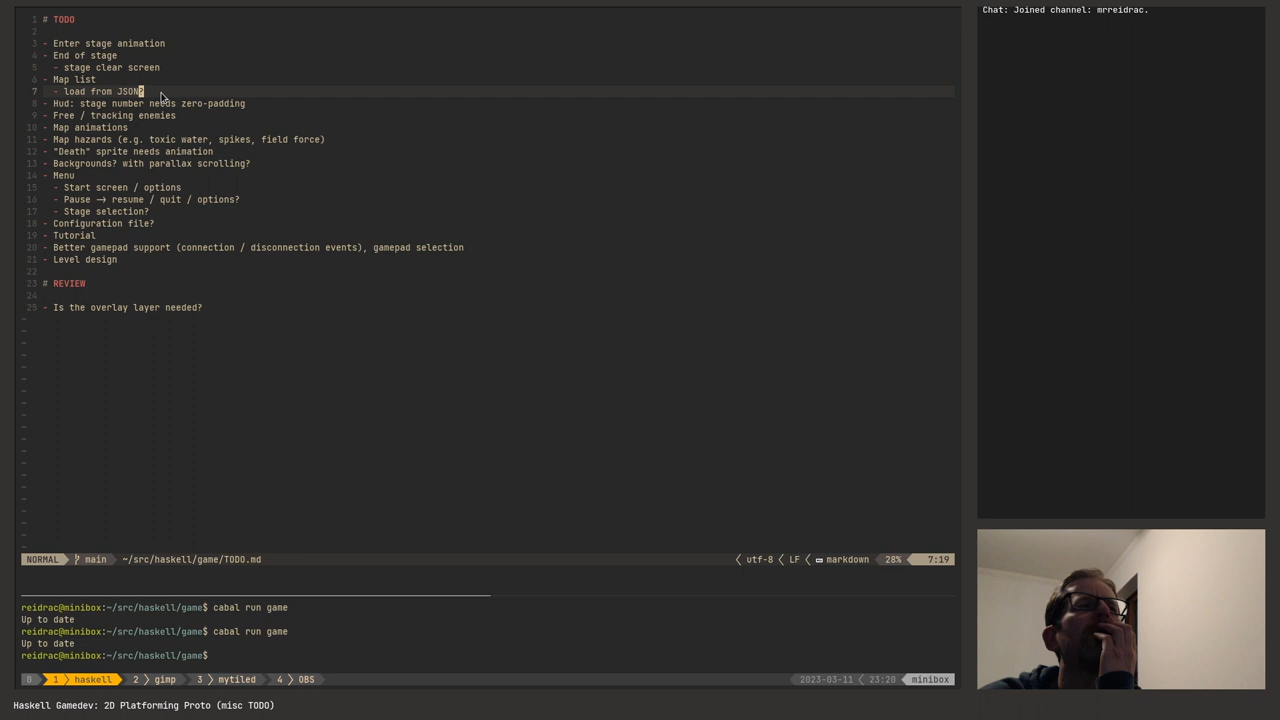 Chat: Joined channel: mrreidrac.
1 # TODO
2
3 - Enter stage animation
4 - End of stage
5 - stage clear screen
6 - Map list
7 - load from JSON?
8 - Hud: stage number needs zero-padding
9 - Free / tracking enemies
10 - Map animations
11 - Map hazards (e.g. toxic water, spikes, field force)
12 - "Death" sprite needs animation
13 - Backgrounds? with parallax scrolling?
14 - Menu
15 - Start screen / options
16 - Pause → resume / quit / options?
17 - Stage selection?
18 - Configuration file?
19 - Tutorial
20 - Better gamepad support (connection / disconnection events), gamepad selection
21 - Level design
22
23 # REVIEW
24
25 - Is the overlay layer needed?
NORMAL main ~/src/haskell/game/TODO.md utf-8 LF markdown 28% 7:19
reidrac@minibox:~/src/haskell/game$ cabal run game
Up to date
reidrac@minibox:~/src/haskell/game$ cabal run game
Up to date
reidrac@minibox:~/src/haskell/game$
0 1 haskell 2 gimp 3 mytiled 4 OBS 2023-03-11 23:20 minibox
Haskell Gamedev: 2D Platforming Proto (misc TODO)